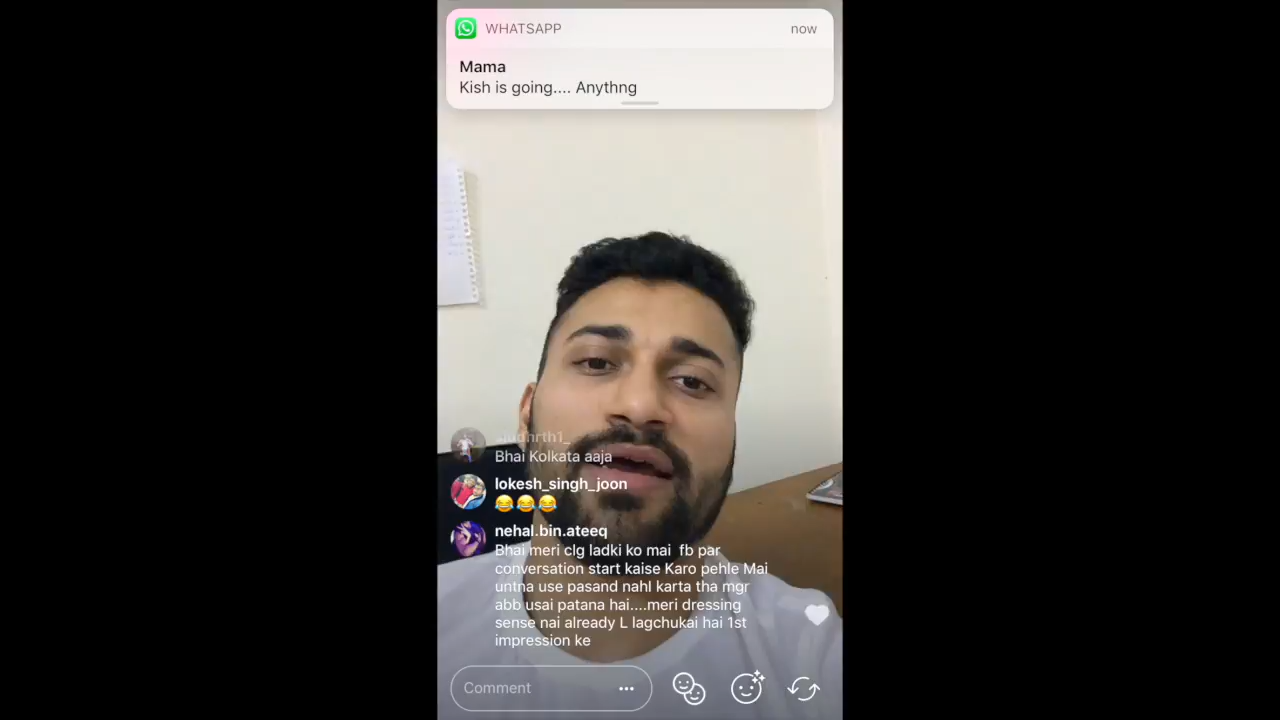 WHATSAPP
now
Mama
Kish is going.... Anythng
Bhai Kolkata aaja
lokesh_singh_joon
😂😂😂
nehal.bin.ateeq
Bhai meri clg ladki ko mai fb par
conversation start kaise Karo pehle Mai
untna use pasand nahI karta tha mgr
abb usai patana hai....meri dressing
sense nai already L lagchukai hai 1st
impression ke
Comment